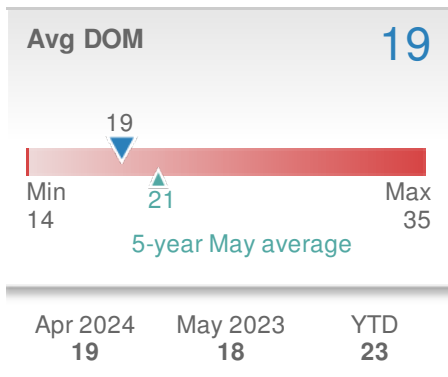 Avg DOM 19
19
Min Max
14 21 35
5-year May average
Apr 2024 May 2023 YTD
19 18 23